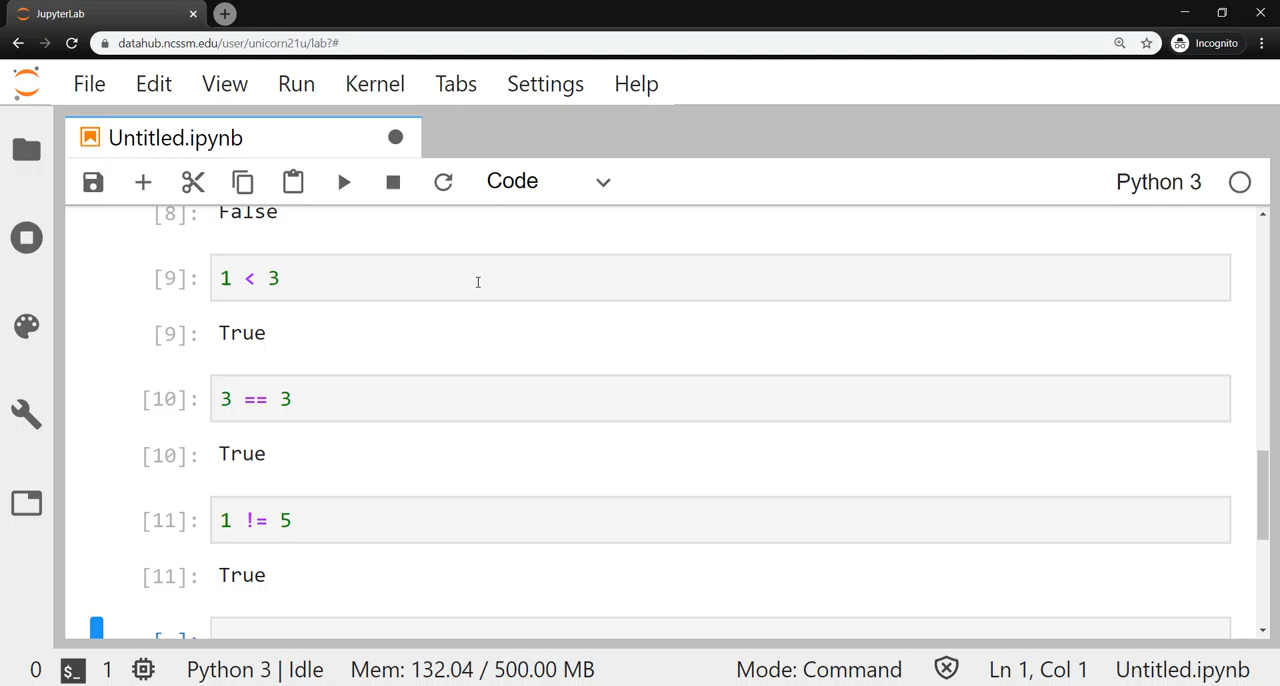 JupyterLab
datahub.ncssm.edu/user/unicorn21u/lab?#
Incognito
File Edit View Run Kernel Tabs Settings Help
Untitled.ipynb
Code
Python 3
[8]: False
[9]: 1 < 3
[9]: True
[10]: 3 == 3
[10]: True
[11]: 1 != 5
[11]: True
[ ]:
0 $_ 1 Python 3 | Idle Mem: 132.04 / 500.00 MB Mode: Command Ln 1, Col 1 Untitled.ipynb